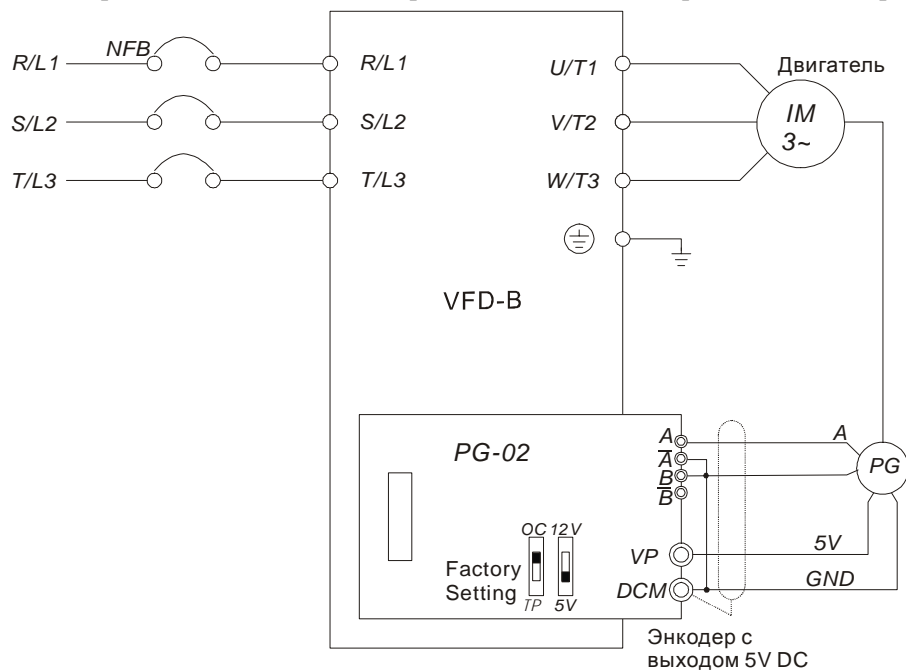 R/L1
NFB
R/L1
U/T1
Двигатель
S/L2
S/L2
V/T2
IM
3~
T/L3
T/L3
W/T3
VFD-B
PG-02
A
A
A
B
B
PG
OC 12V
Factory
Setting
TP
5V
VP
5V
DCM
GND
Энкодер с
выходом 5V DC